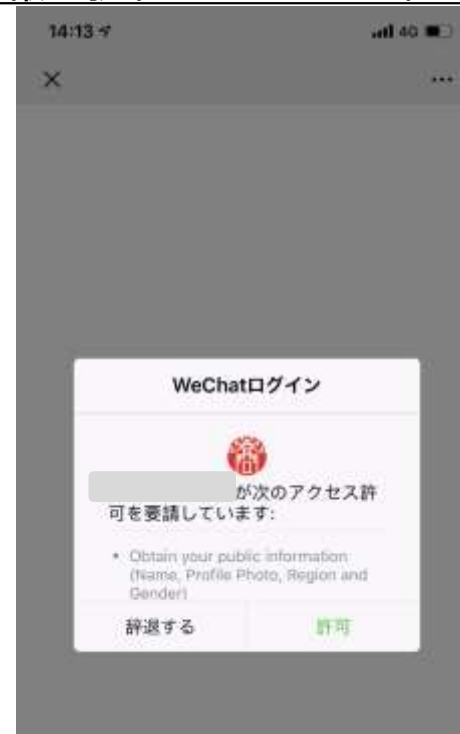 14:13
4G
WeChatログイン
が次のアクセス許
可を要請しています:
• Obtain your public information
(Name, Profile Photo, Region and
Gender)
辞退する
許可